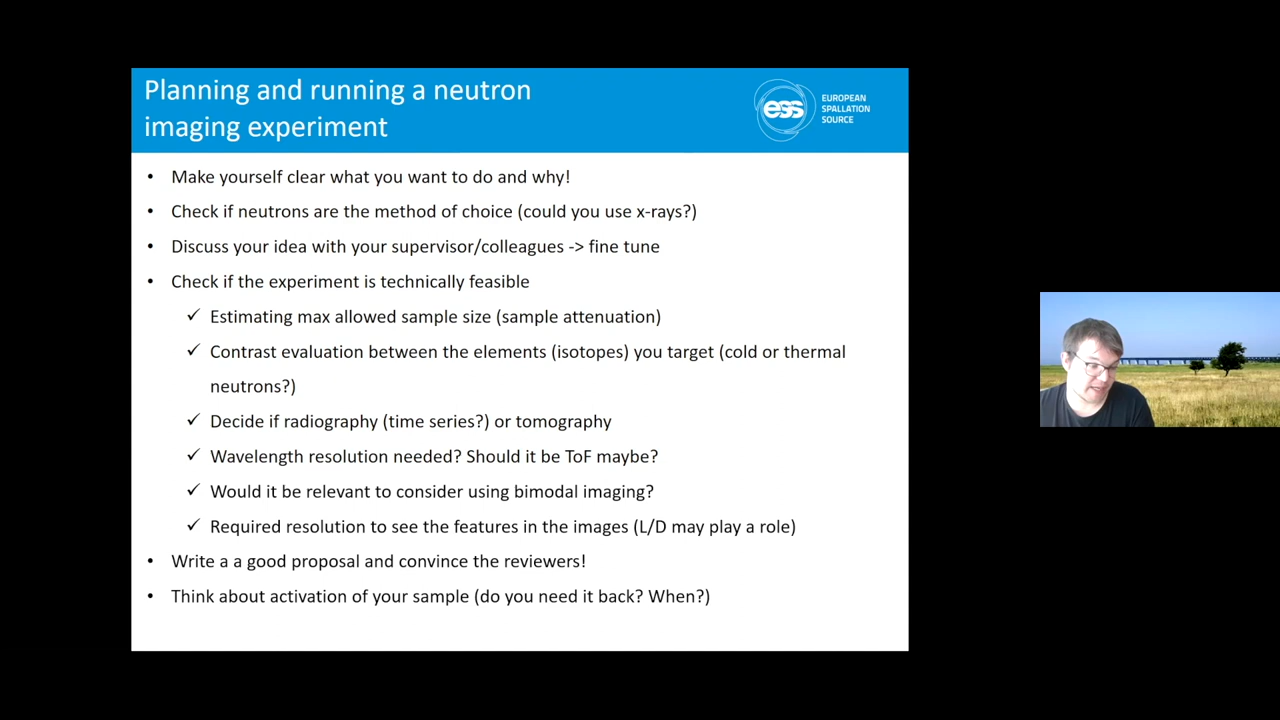 Planning and running a neutron
imaging experiment
ess
EUROPEAN
SPALLATION
SOURCE
• Make yourself clear what you want to do and why!
• Check if neutrons are the method of choice (could you use x-rays?)
• Discuss your idea with your supervisor/colleagues -> fine tune
• Check if the experiment is technically feasible
✓ Estimating max allowed sample size (sample attenuation)
✓ Contrast evaluation between the elements (isotopes) you target (cold or thermal
neutrons?)
✓ Decide if radiography (time series?) or tomography
✓ Wavelength resolution needed? Should it be ToF maybe?
✓ Would it be relevant to consider using bimodal imaging?
✓ Required resolution to see the features in the images (L/D may play a role)
• Write a a good proposal and convince the reviewers!
• Think about activation of your sample (do you need it back? When?)